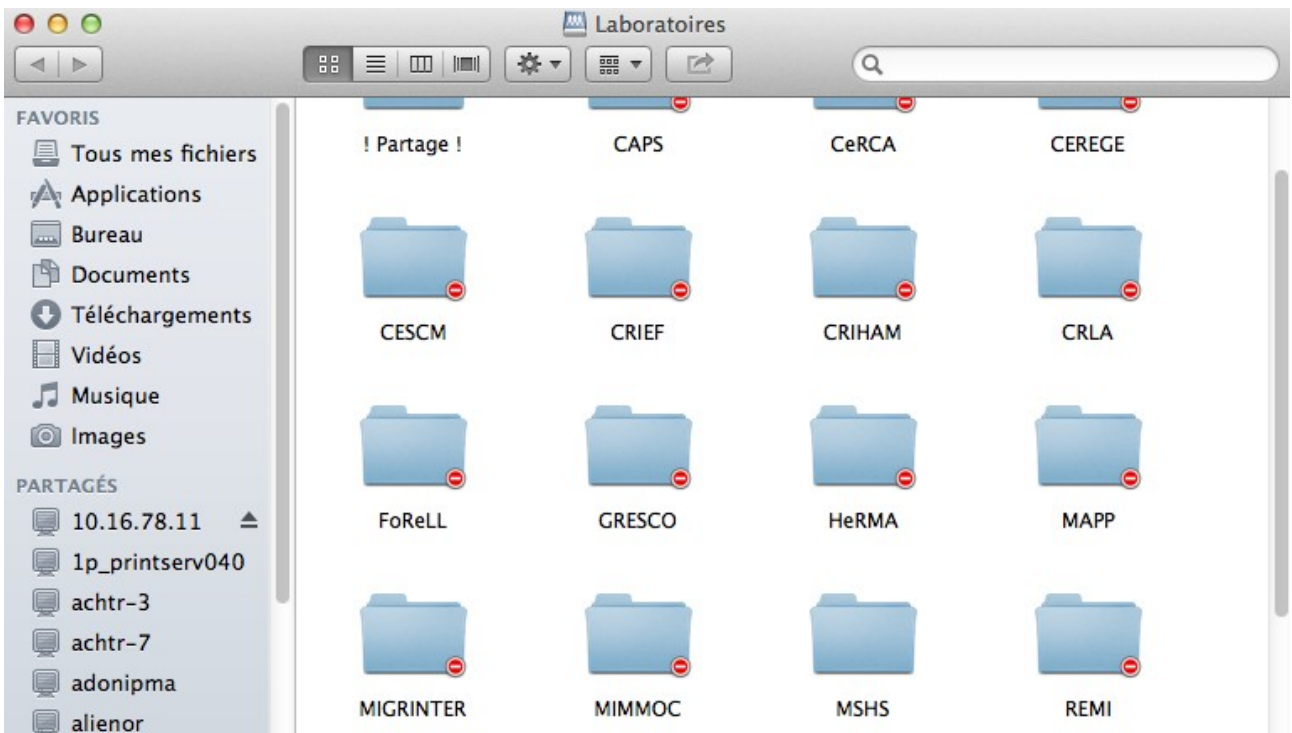 Laboratoires
FAVORIS
Tous mes fichiers
Applications
Bureau
Documents
Téléchargements
Vidéos
Musique
Images
PARTAGÉS
10.16.78.11
1p_printserv040
achtr-3
achtr-7
adonipma
alienor
! Partage !
CAPS
CeRCA
CEREGE
CESCM
CRIEF
CRIHAM
CRLA
FoReLL
GRESCO
HeRMA
MAPP
MIGRINTER
MIMMOC
MSHS
REMI